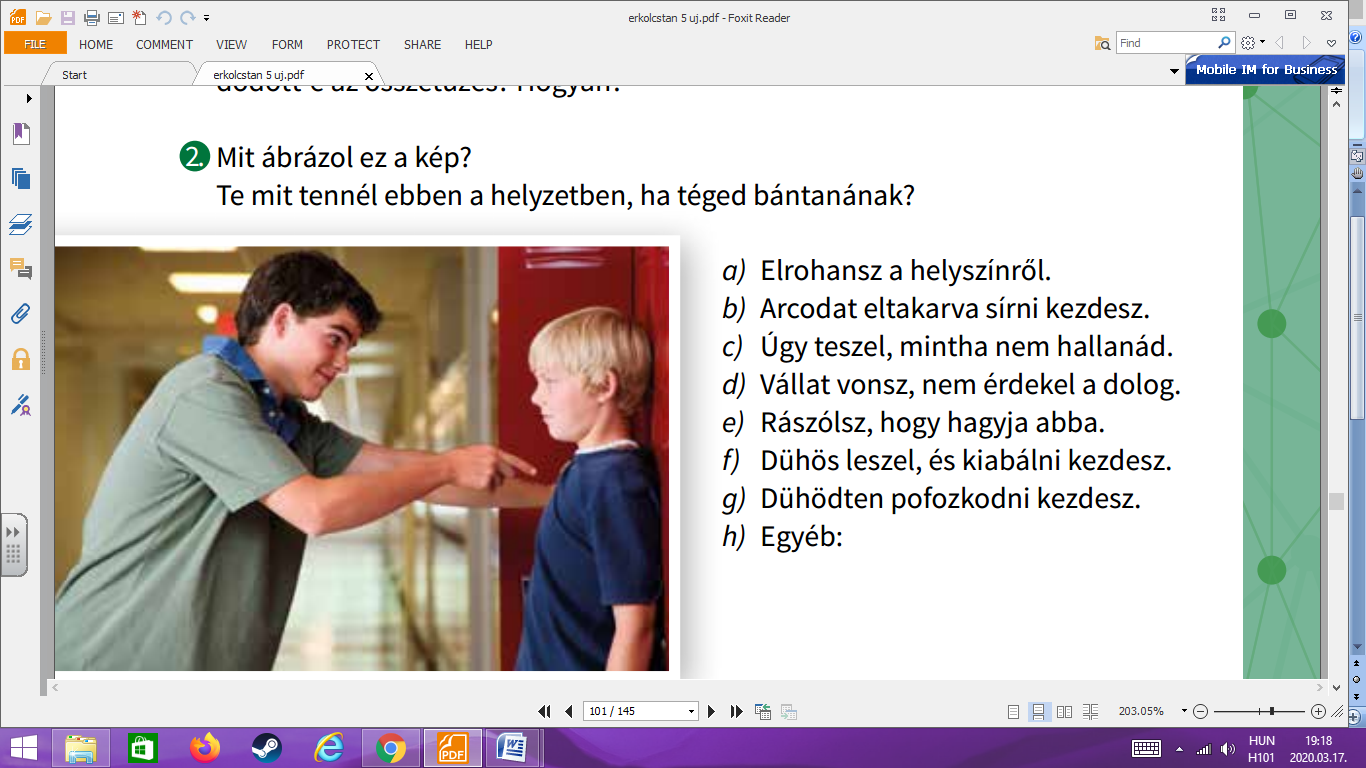 erkolcstan 5 uj.pdf - Foxit Reader
FILE HOME COMMENT VIEW FORM PROTECT SHARE HELP
Find
Start
erkolcstan 5 uj.pdf
Mobile IM for Business
az összetűzés? Hogyan?
2. Mit ábrázol ez a kép?
Te mit tennél ebben a helyzetben, ha téged bántanának?
a) Elrohansz a helyszínről.
b) Arcodat eltakarva sírni kezdesz.
c) Úgy teszel, mintha nem hallanád.
d) Vállat vonsz, nem érdekel a dolog.
e) Rászólsz, hogy hagyja abba.
f) Dühös leszel, és kiabálni kezdesz.
g) Dühödten pofozkodni kezdesz.
h) Egyéb:
101 / 145
203.05%
HUN 19:18
H101 2020.03.17.